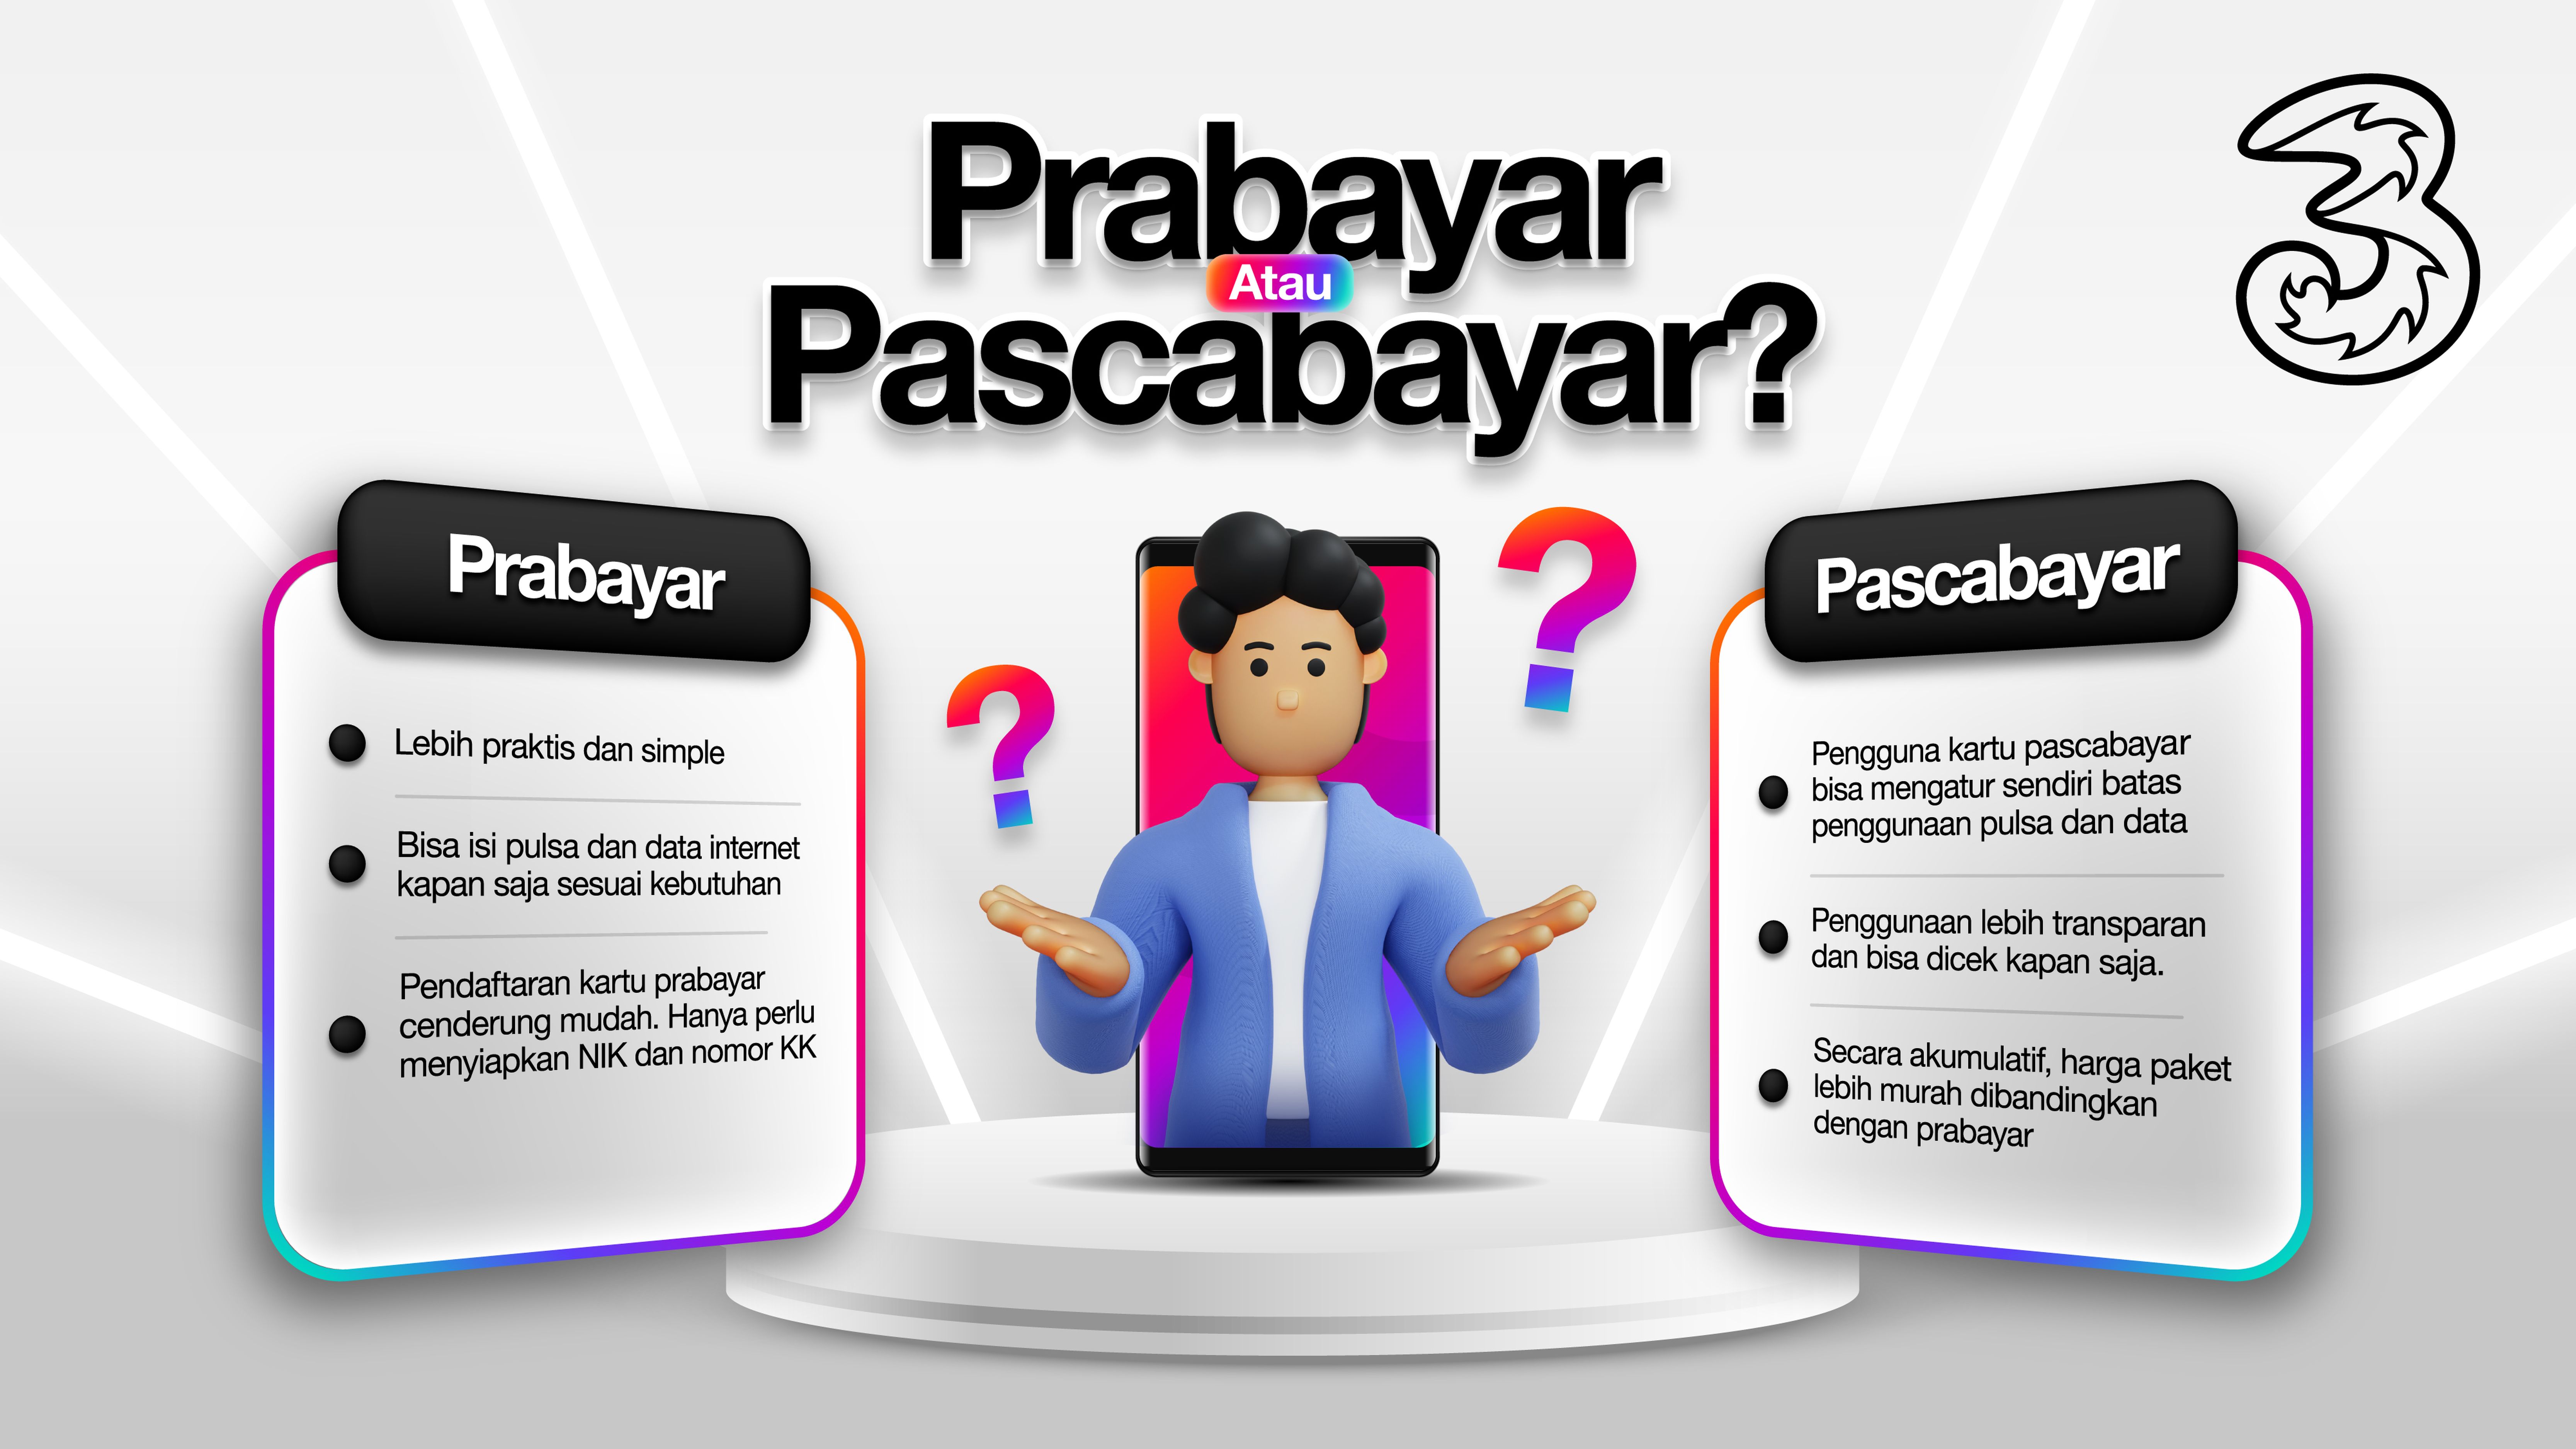 Prabayar
Atau
Pascabayar?
3
Prabayar
Lebih praktis dan simple
Bisa isi pulsa dan data internet
kapan saja sesuai kebutuhan
Pendaftaran kartu prabayar
cenderung mudah. Hanya perlu
menyiapkan NIK dan nomor KK
?
?
Pascabayar
Pengguna kartu pascabayar
bisa mengatur sendiri batas
penggunaan pulsa dan data
Penggunaan lebih transparan
dan bisa dicek kapan saja.
Secara akumulatif, harga paket
lebih murah dibandingkan
dengan prabayar